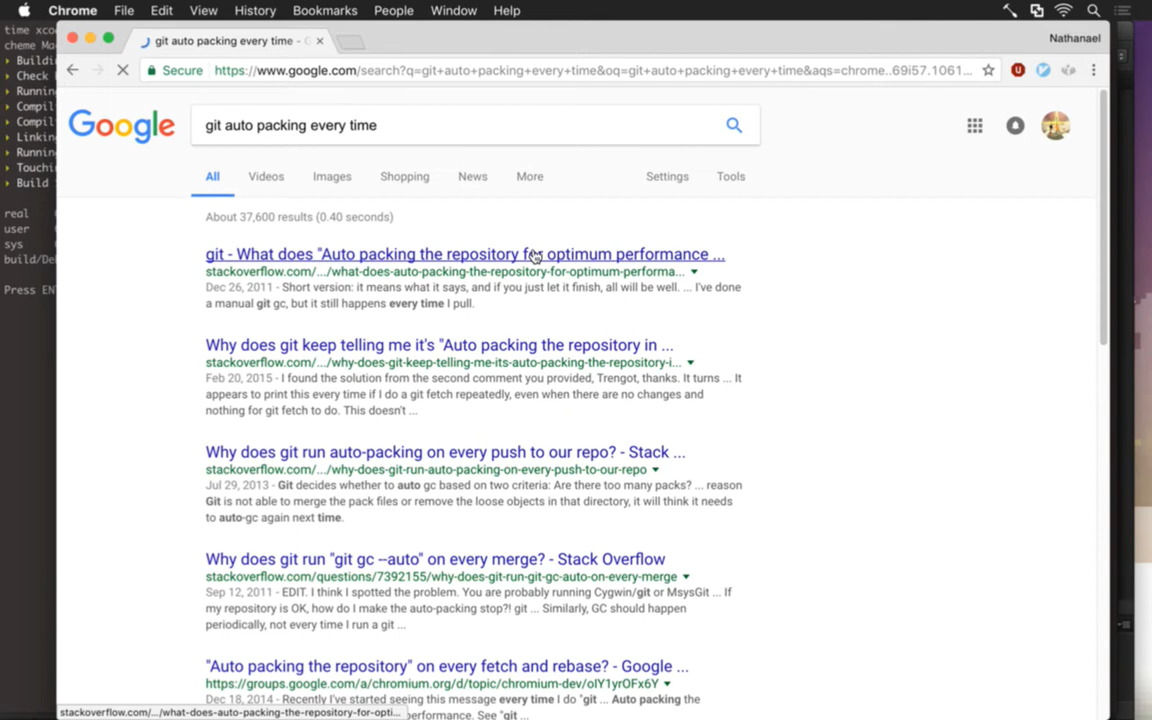 Chrome File Edit View History Bookmarks People Window Help
time xco
cheme Ma
git auto packing every time - G
Nathanael
Buildin
Check
Secure https://www.google.com/search?q=git+auto+packing+every+time&oq=git+auto+packing+every+time&aqs=chrome..69i57.1061...
Running
Compil
Compil
Google
git auto packing every time
Linkin
Runnin
Touchi
Build
All Videos Images Shopping News More Settings Tools
real
user
sys
build/De
About 37,600 results (0.40 seconds)
Press EN
git - What does "Auto packing the repository for optimum performance ...
stackoverflow.com/.../what-does-auto-packing-the-repository-for-optimum-performa...
Dec 26, 2011 - Short version: it means what it says, and if you just let it finish, all will be well. ... I've done
a manual git gc, but it still happens every time I pull.
Why does git keep telling me it's "Auto packing the repository in ...
stackoverflow.com/.../why-does-git-keep-telling-me-its-auto-packing-the-repository-i...
Feb 20, 2015 - I found the solution from the second comment you provided, Trengot, thanks. It turns ... It
appears to print this every time if I do a git fetch repeatedly, even when there are no changes and
nothing for git fetch to do. This doesn't ...
Why does git run auto-packing on every push to our repo? - Stack ...
stackoverflow.com/.../why-does-git-run-auto-packing-on-every-push-to-our-repo
Jul 29, 2013 - Git decides whether to auto gc based on two criteria: Are there too many packs? ... reason
Git is not able to merge the pack files or remove the loose objects in that directory, it will think it needs
to auto-gc again next time.
Why does git run "git gc --auto" on every merge? - Stack Overflow
stackoverflow.com/questions/7392155/why-does-git-run-git-gc-auto-on-every-merge
Sep 12, 2011 - EDIT. I think I spotted the problem. You are probably running Cygwin/git or MsysGit ... If
my repository is OK, how do I make the auto-packing stop?! git ... Similarly, GC should happen
periodically, not every time I run a git ...
"Auto packing the repository" on every fetch and rebase? - Google ...
https://groups.google.com/a/chromium.org/d/topic/chromium-dev/oIY1yrOFx6Y
Dec 18, 2014 - Recently I've started seeing this message every time I do "git ... Auto packing the
performance. See "git ...
stackoverflow.com/.../what-does-auto-packing-the-repository-for-opti...